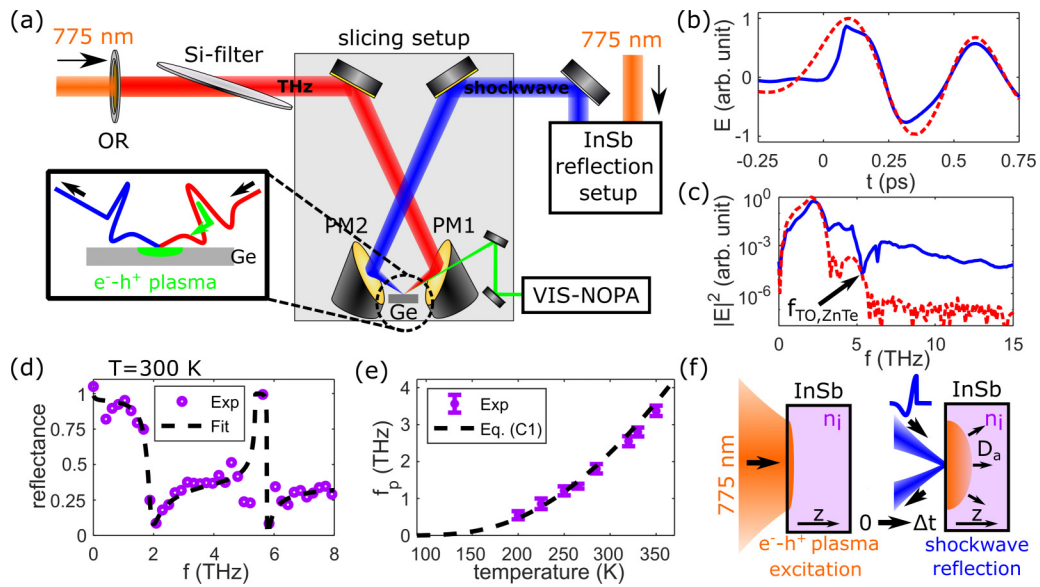 (a)
775 nm
Si-filter
slicing setup
775 nm
THz
shockwave
OR
InSb
reflection
setup
PM2
PM1
Ge
e⁻-h⁺ plasma
Ge
VIS-NOPA
(b)
E (arb. unit)
1
0
-1
-0.25
0
0.25
0.5
0.75
t (ps)
(c)
|E|² (arb. unit)
10⁰
10⁻³
10⁻⁶
f_TO,ZnTe
0
5
10
15
f (THz)
(d)
T=300 K
reflectance
1
0.75
0.5
0.25
0
Exp
Fit
0
2
4
6
8
f (THz)
(e)
f_p (THz)
4
3
2
1
0
Exp
Eq. (C1)
100
150
200
250
300
350
temperature (K)
(f)
InSb
InSb
775 nm
n_i
n_i
D_a
z
0
Δt
z
e⁻-h⁺ plasma
excitation
shockwave
reflection